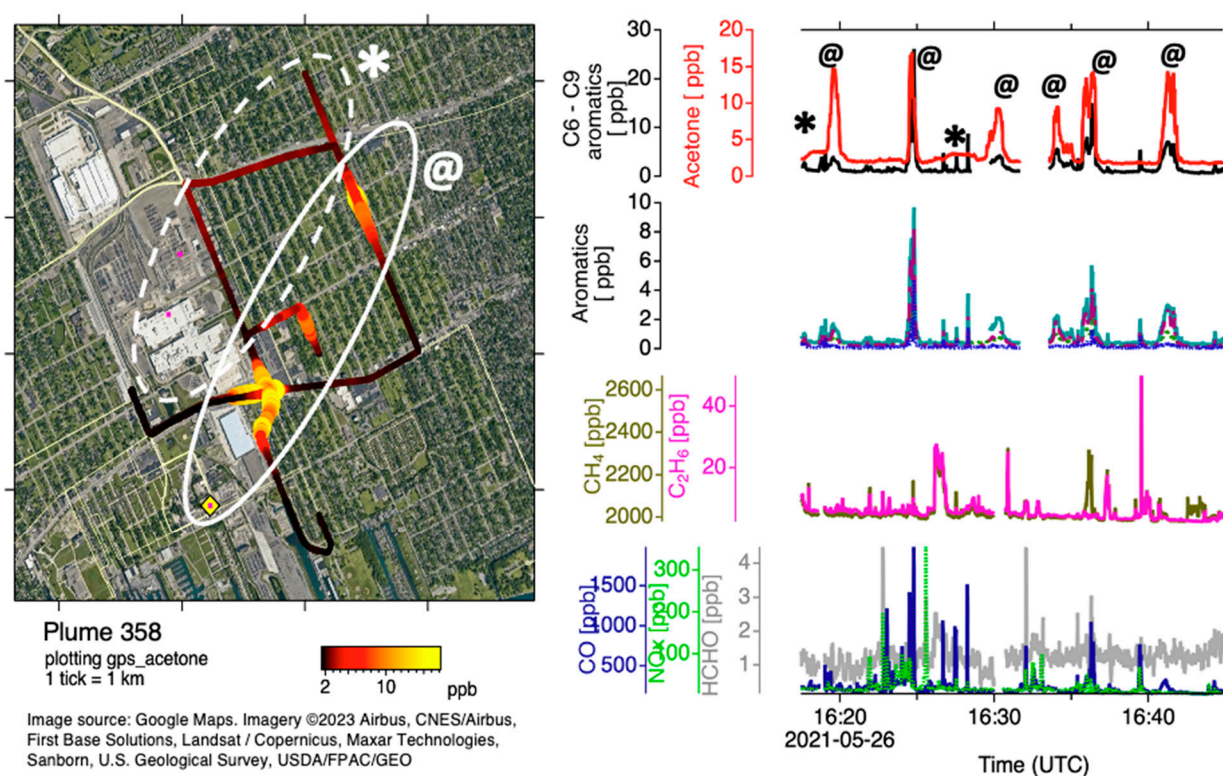 *
@
Plume 358
plotting gps_acetone
1 tick = 1 km
2 10
ppb
Image source: Google Maps. Imagery ©2023 Airbus, CNES/Airbus,
First Base Solutions, Landsat / Copernicus, Maxar Technologies,
Sanborn, U.S. Geological Survey, USDA/FPAC/GEO
C6 - C9
aromatics
[ ppb]
30
20
10
0
Acetone [ ppb]
20
15
10
5
0
* @ @ * @ @ @ @
Aromatics
[ ppb]
10
8
6
4
2
0
CH4 [ppb]
2600
2400
2200
2000
C2H6 [ppb]
40
20
CO [ppb]
1500
1000
500
NOx [ppb]
300
200
100
HCHO [ppb]
4
3
2
1
16:20 16:30 16:40
2021-05-26
Time (UTC)